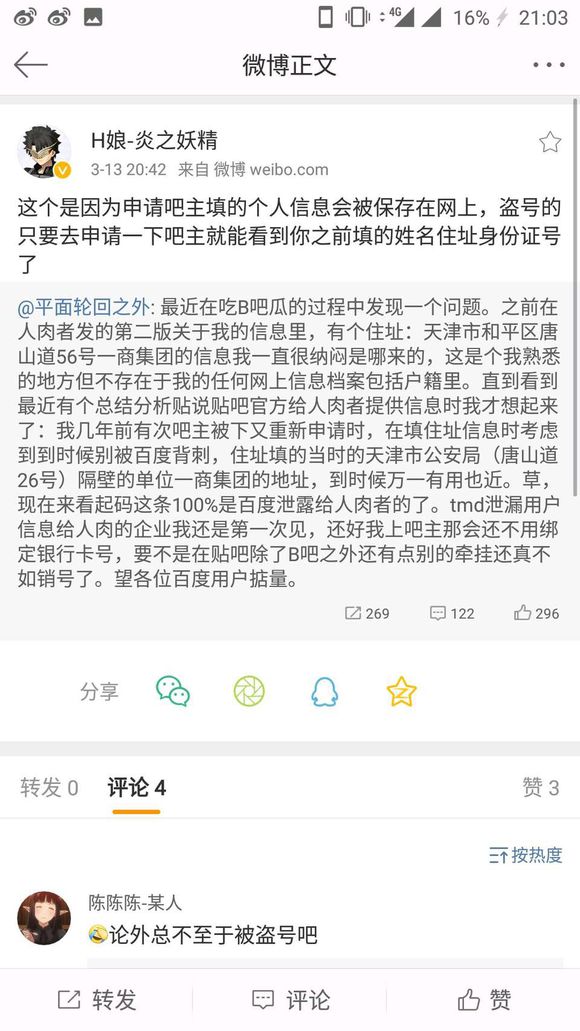 4G 16% 21:03
微博正文
H娘-炎之妖精
3-13 20:42 来自 微博 weibo.com
这个是因为申请吧主填的个人信息会被保存在网上，盗号的
只要去申请一下吧主就能看到你之前填的姓名住址身份证号
了
@平面轮回之外: 最近在吃B吧瓜的过程中发现一个问题。之前在
人肉者发的第二版关于我的信息里，有个住址：天津市和平区唐
山道56号一商集团的信息我一直很纳闷是哪来的，这是个我熟悉
的地方但不存在于我的任何网上信息档案包括户籍里。直到看到
最近有个总结分析贴说贴吧官方给人肉者提供信息时我才想起来
了：我几年前有次吧主被下又重新申请时，在填住址信息时考虑
到到时候别被百度背刺，住址填的当时的天津市公安局（唐山道
26号）隔壁的单位一商集团的地址，到时候万一有用也近。草，
现在来看起码这条100%是百度泄露给人肉者的了。tmd泄漏用户
信息给人肉的企业我还是第一次见，还好我上吧主那会还不用绑
定银行卡号，要不是在贴吧除了B吧之外还有点别的牵挂还真不
如销号了。望各位百度用户掂量。
269 122 296
分享
转发 0 评论 4 赞 3
按热度
陈陈陈-某人
🤣论外总不至于被盗号吧
转发 评论 赞